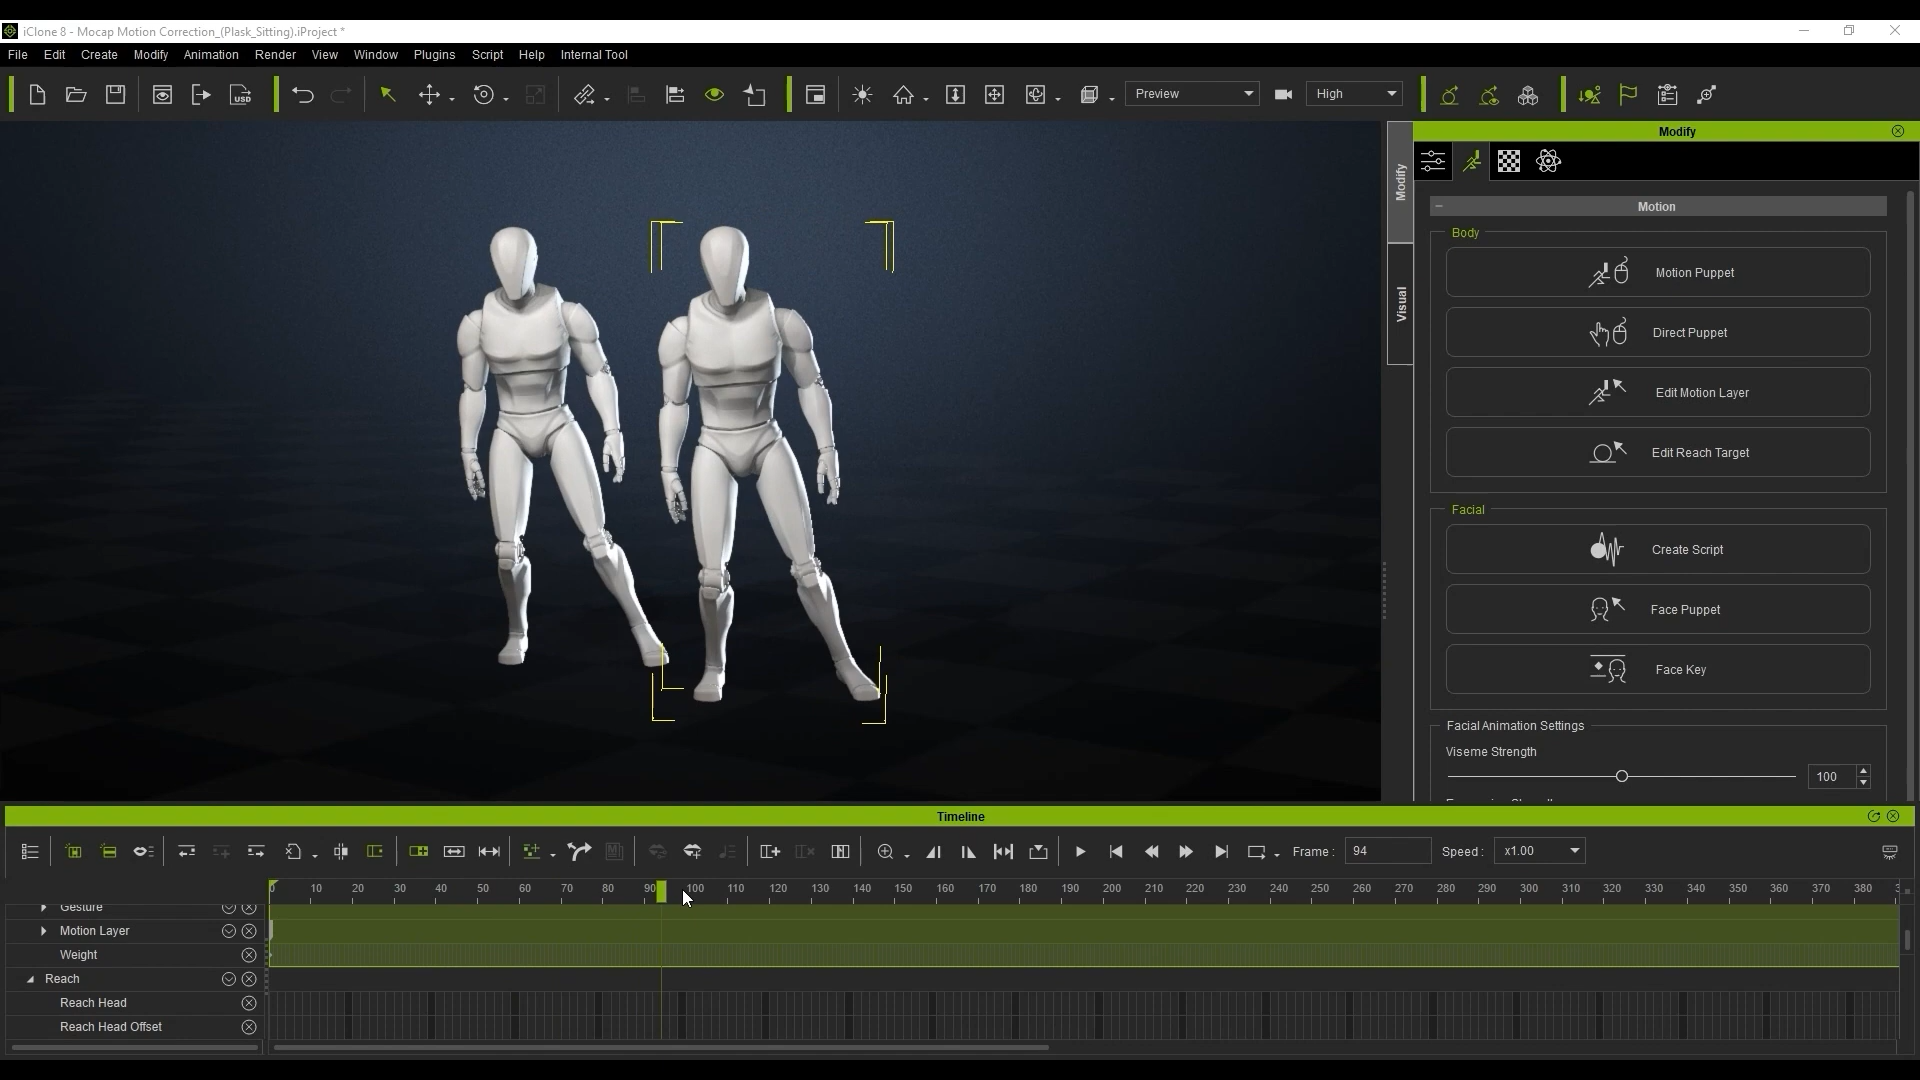 iClone 8 - Mocap Motion Correction_(Plask_Sitting).iProject *
File Edit Create Modify Animation Render View Window Plugins Script Help Internal Tool
USD Preview High
Modify
Modify
Visual
Motion
Body
Motion Puppet
Direct Puppet
Edit Motion Layer
Edit Reach Target
Facial
Create Script
Face Puppet
Face Key
Facial Animation Settings
Viseme Strength
100
Timeline
Frame : 94 Speed : x1.00
0 10 20 30 40 50 60 70 80 90 100 110 120 130 140 150 160 170 180 190 200 210 220 230 240 250 260 270 280 290 300 310 320 330 340 350 360 370 380
Gesture
Motion Layer
Weight
Reach
Reach Head
Reach Head Offset